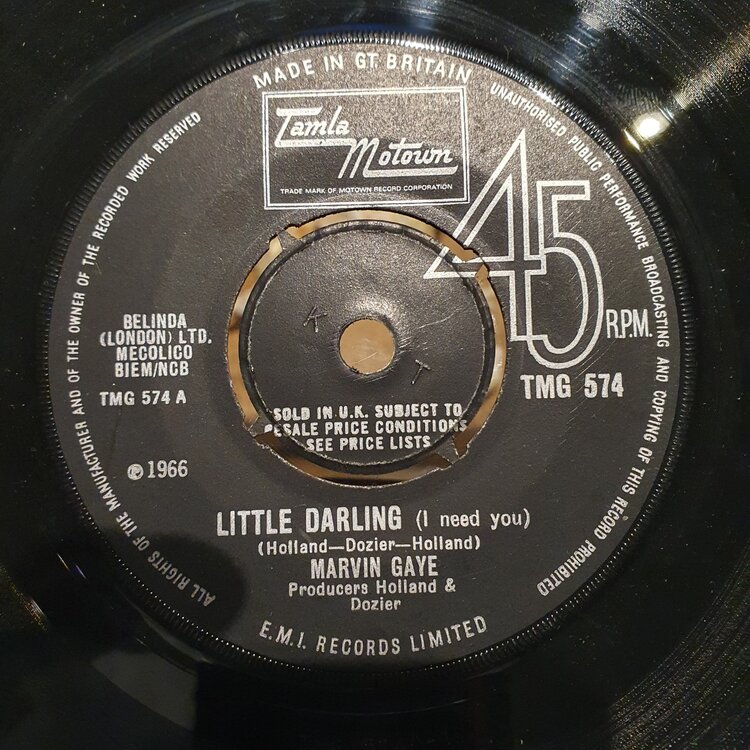 MADE IN GT. BRITAIN
UNAUTHORISED PUBLIC PERFORMANCE BROADCASTING AND COPYING OF THIS RECORD PROHIBITED
ALL RIGHTS OF THE MANUFACTURER AND OF THE OWNER OF THE RECORDED WORK RESERVED
Tamla
Motown
TRADE MARK OF MOTOWN RECORD CORPORATION
45
R.P.M.
BELINDA
(LONDON) LTD.
MECOLICO
BIEM/NCB
TMG 574 A
TMG 574
K T
SOLD IN U.K. SUBJECT TO
RESALE PRICE CONDITIONS
SEE PRICE LISTS
℗ 1966
LITTLE DARLING (I need you)
(Holland—Dozier—Holland)
MARVIN GAYE
Producers Holland &
Dozier
E.M.I. RECORDS LIMITED